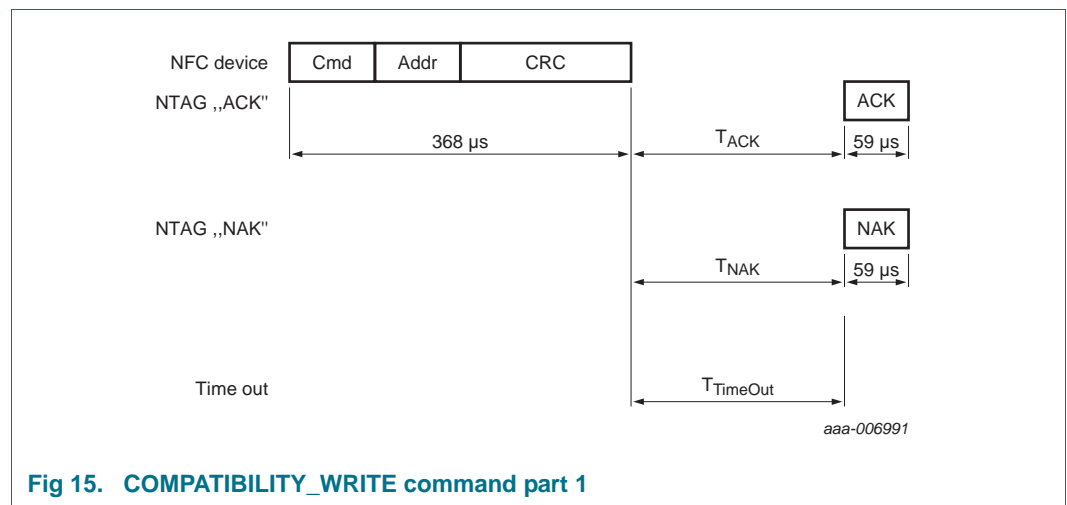 NFC device Cmd Addr CRC
NTAG ,,ACK" ACK
368 µs TACK 59 µs
NTAG ,,NAK" NAK
TNAK 59 µs
Time out TTimeOut
aaa-006991
Fig 15. COMPATIBILITY_WRITE command part 1